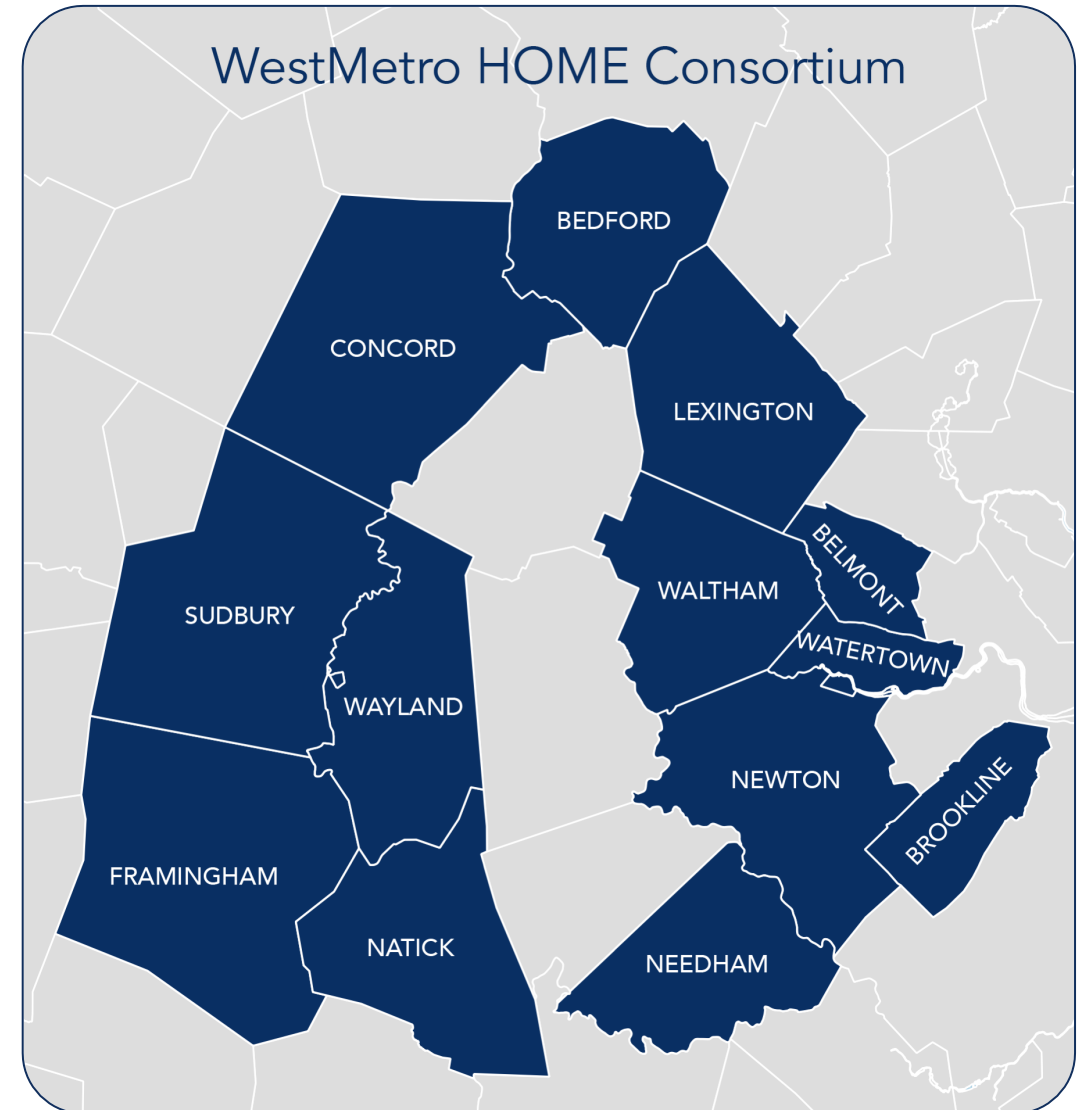 WestMetro HOME Consortium
BEDFORD
CONCORD
LEXINGTON
BELMONT
WALTHAM
SUDBURY
WATERTOWN
WAYLAND
NEWTON
BROOKLINE
FRAMINGHAM
NATICK
NEEDHAM